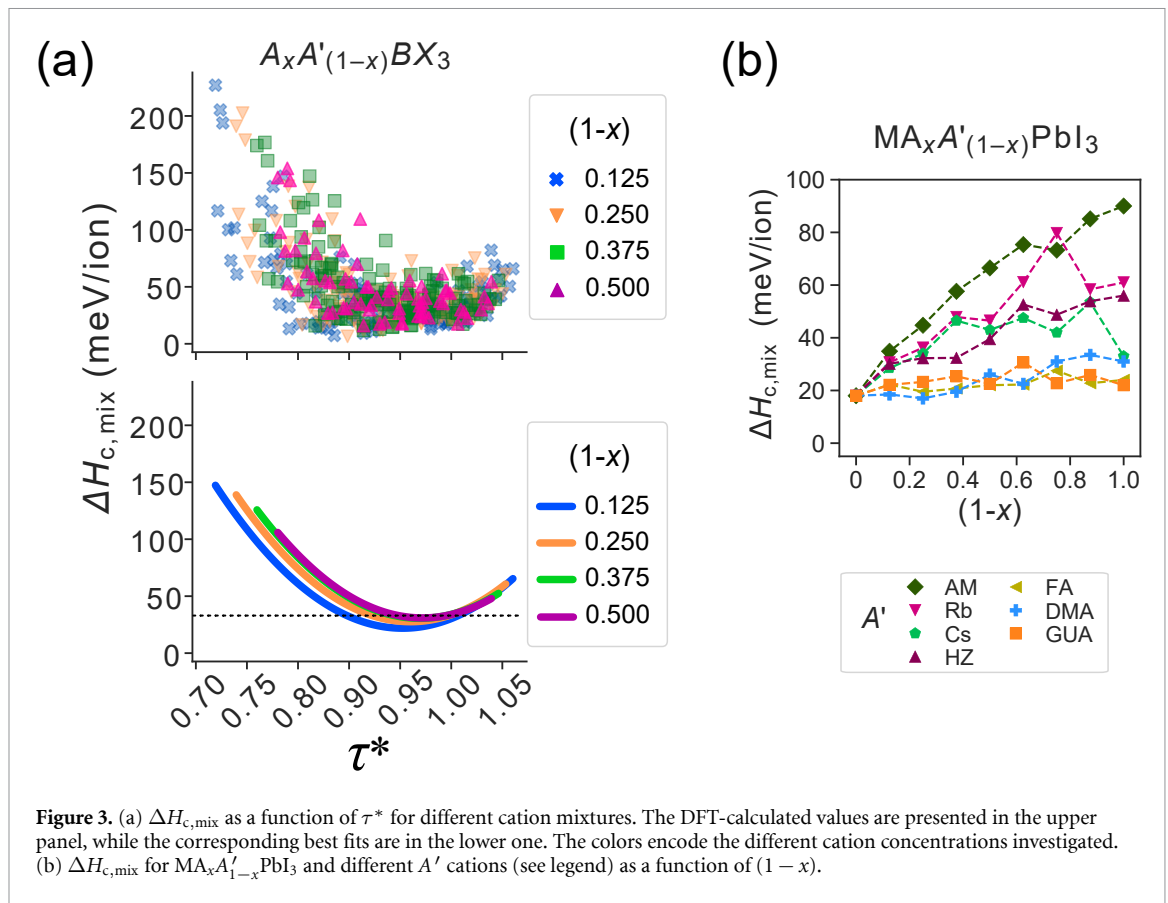 (a)
AₓA'₍₁₋ₓ₎BX₃
ΔH_c,mix (meV/ion)
200
150
100
50
0
(1-x)
0.125
0.250
0.375
0.500
200
150
100
50
0
(1-x)
0.125
0.250
0.375
0.500
0.70
0.75
0.80
0.90
0.95
1.00
1.05
τ*
(b)
MAₓA'₍₁₋ₓ₎PbI₃
ΔH_c,mix (meV/ion)
100
80
60
40
20
0
0
0.2
0.4
0.6
0.8
1.0
(1-x)
A'
AM
Rb
Cs
HZ
FA
DMA
GUA
Figure 3. (a) ΔH_c,mix as a function of τ* for different cation mixtures. The DFT-calculated values are presented in the upper
panel, while the corresponding best fits are in the lower one. The colors encode the different cation concentrations investigated.
(b) ΔH_c,mix for MAₓA′₁₋ₓPbI₃ and different A′ cations (see legend) as a function of (1 − x).